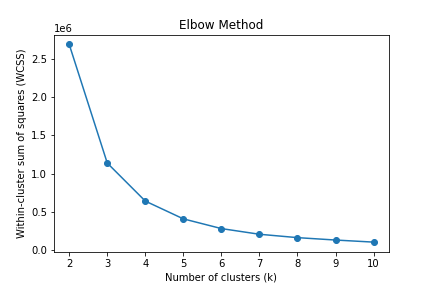 Elbow Method
1e6
2.5
2.0
1.5
1.0
0.5
0.0
Within-cluster sum of squares (WCSS)
2 3 4 5 6 7 8 9 10
Number of clusters (k)